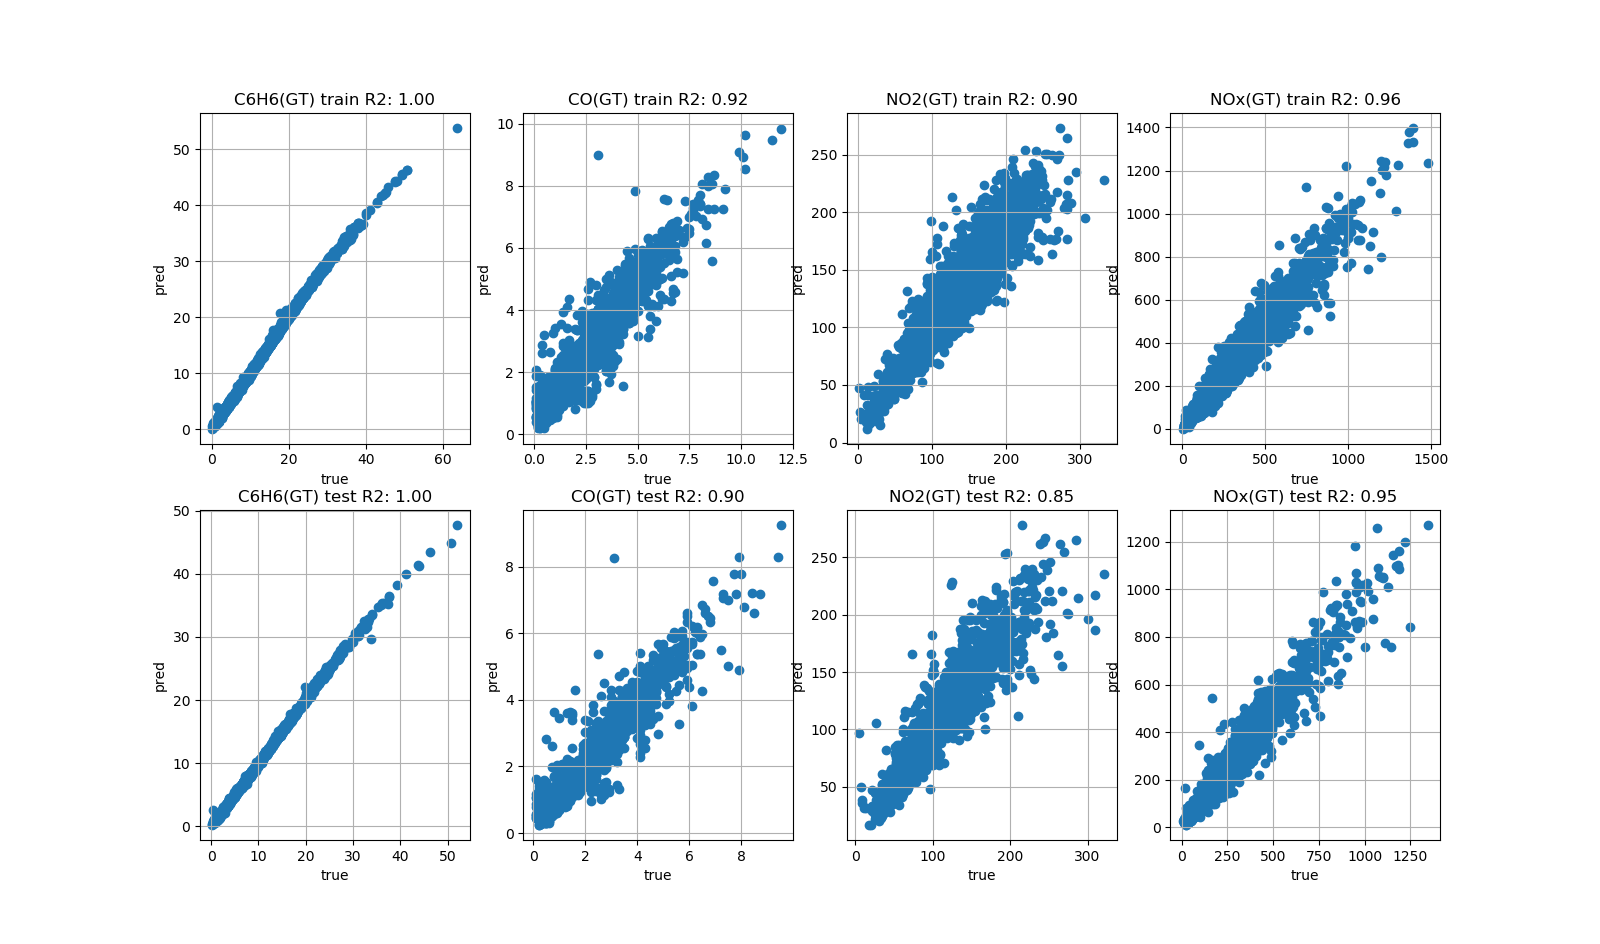 C6H6(GT) train R2: 1.00
pred
50
40
30
20
10
0
0 20 40 60
true
CO(GT) train R2: 0.92
pred
10
8
6
4
2
0
0.0 2.5 5.0 7.5 10.0 12.5
true
NO2(GT) train R2: 0.90
pred
250
200
150
100
50
0
0 100 200 300
true
NOx(GT) train R2: 0.96
pred
1400
1200
1000
800
600
400
200
0
0 500 1000 1500
true
C6H6(GT) test R2: 1.00
pred
50
40
30
20
10
0
0 10 20 30 40 50
true
CO(GT) test R2: 0.90
pred
8
6
4
2
0
0 2 4 6 8
true
NO2(GT) test R2: 0.85
pred
250
200
150
100
50
0 100 200 300
true
NOx(GT) test R2: 0.95
pred
1200
1000
800
600
400
200
0
0 250 500 750 1000 1250
true